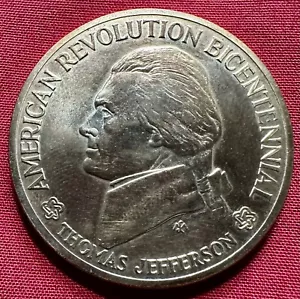 AMERICAN REVOLUTION BICENTENNIAL
THOMAS JEFFERSON